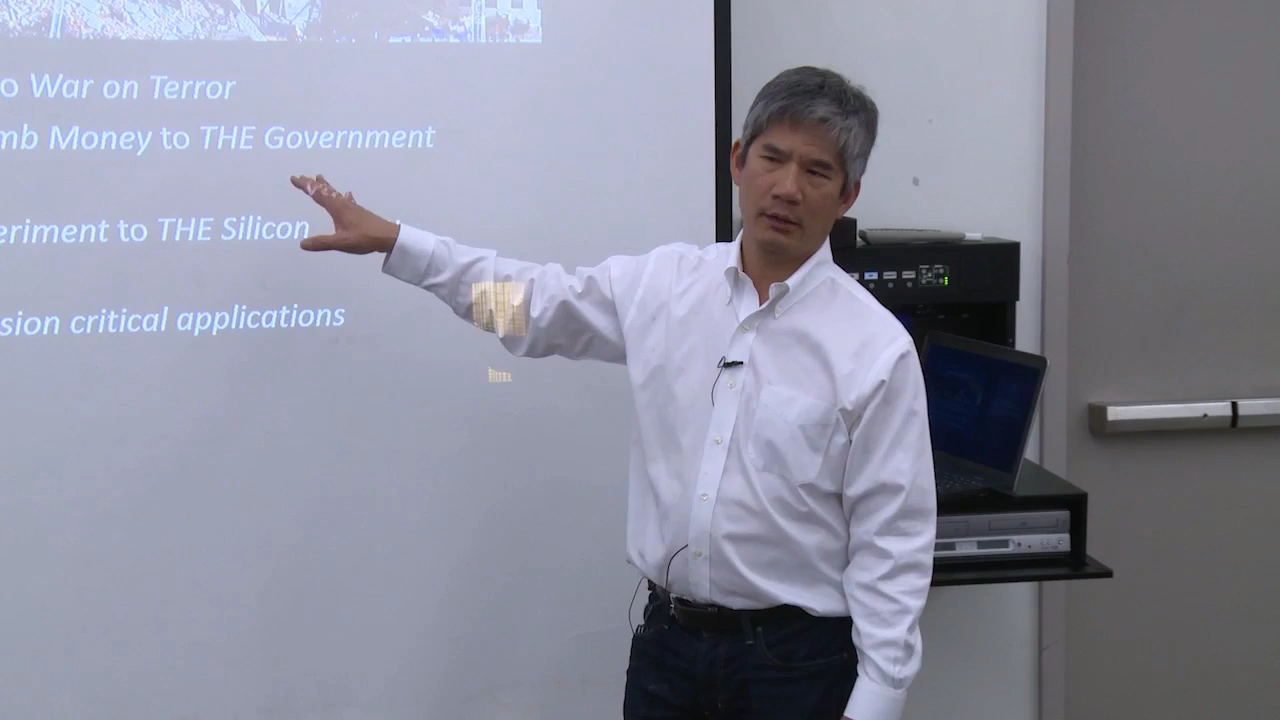 o War on Terror
mb Money to THE Government
eriment to THE Silicon
sion critical applications